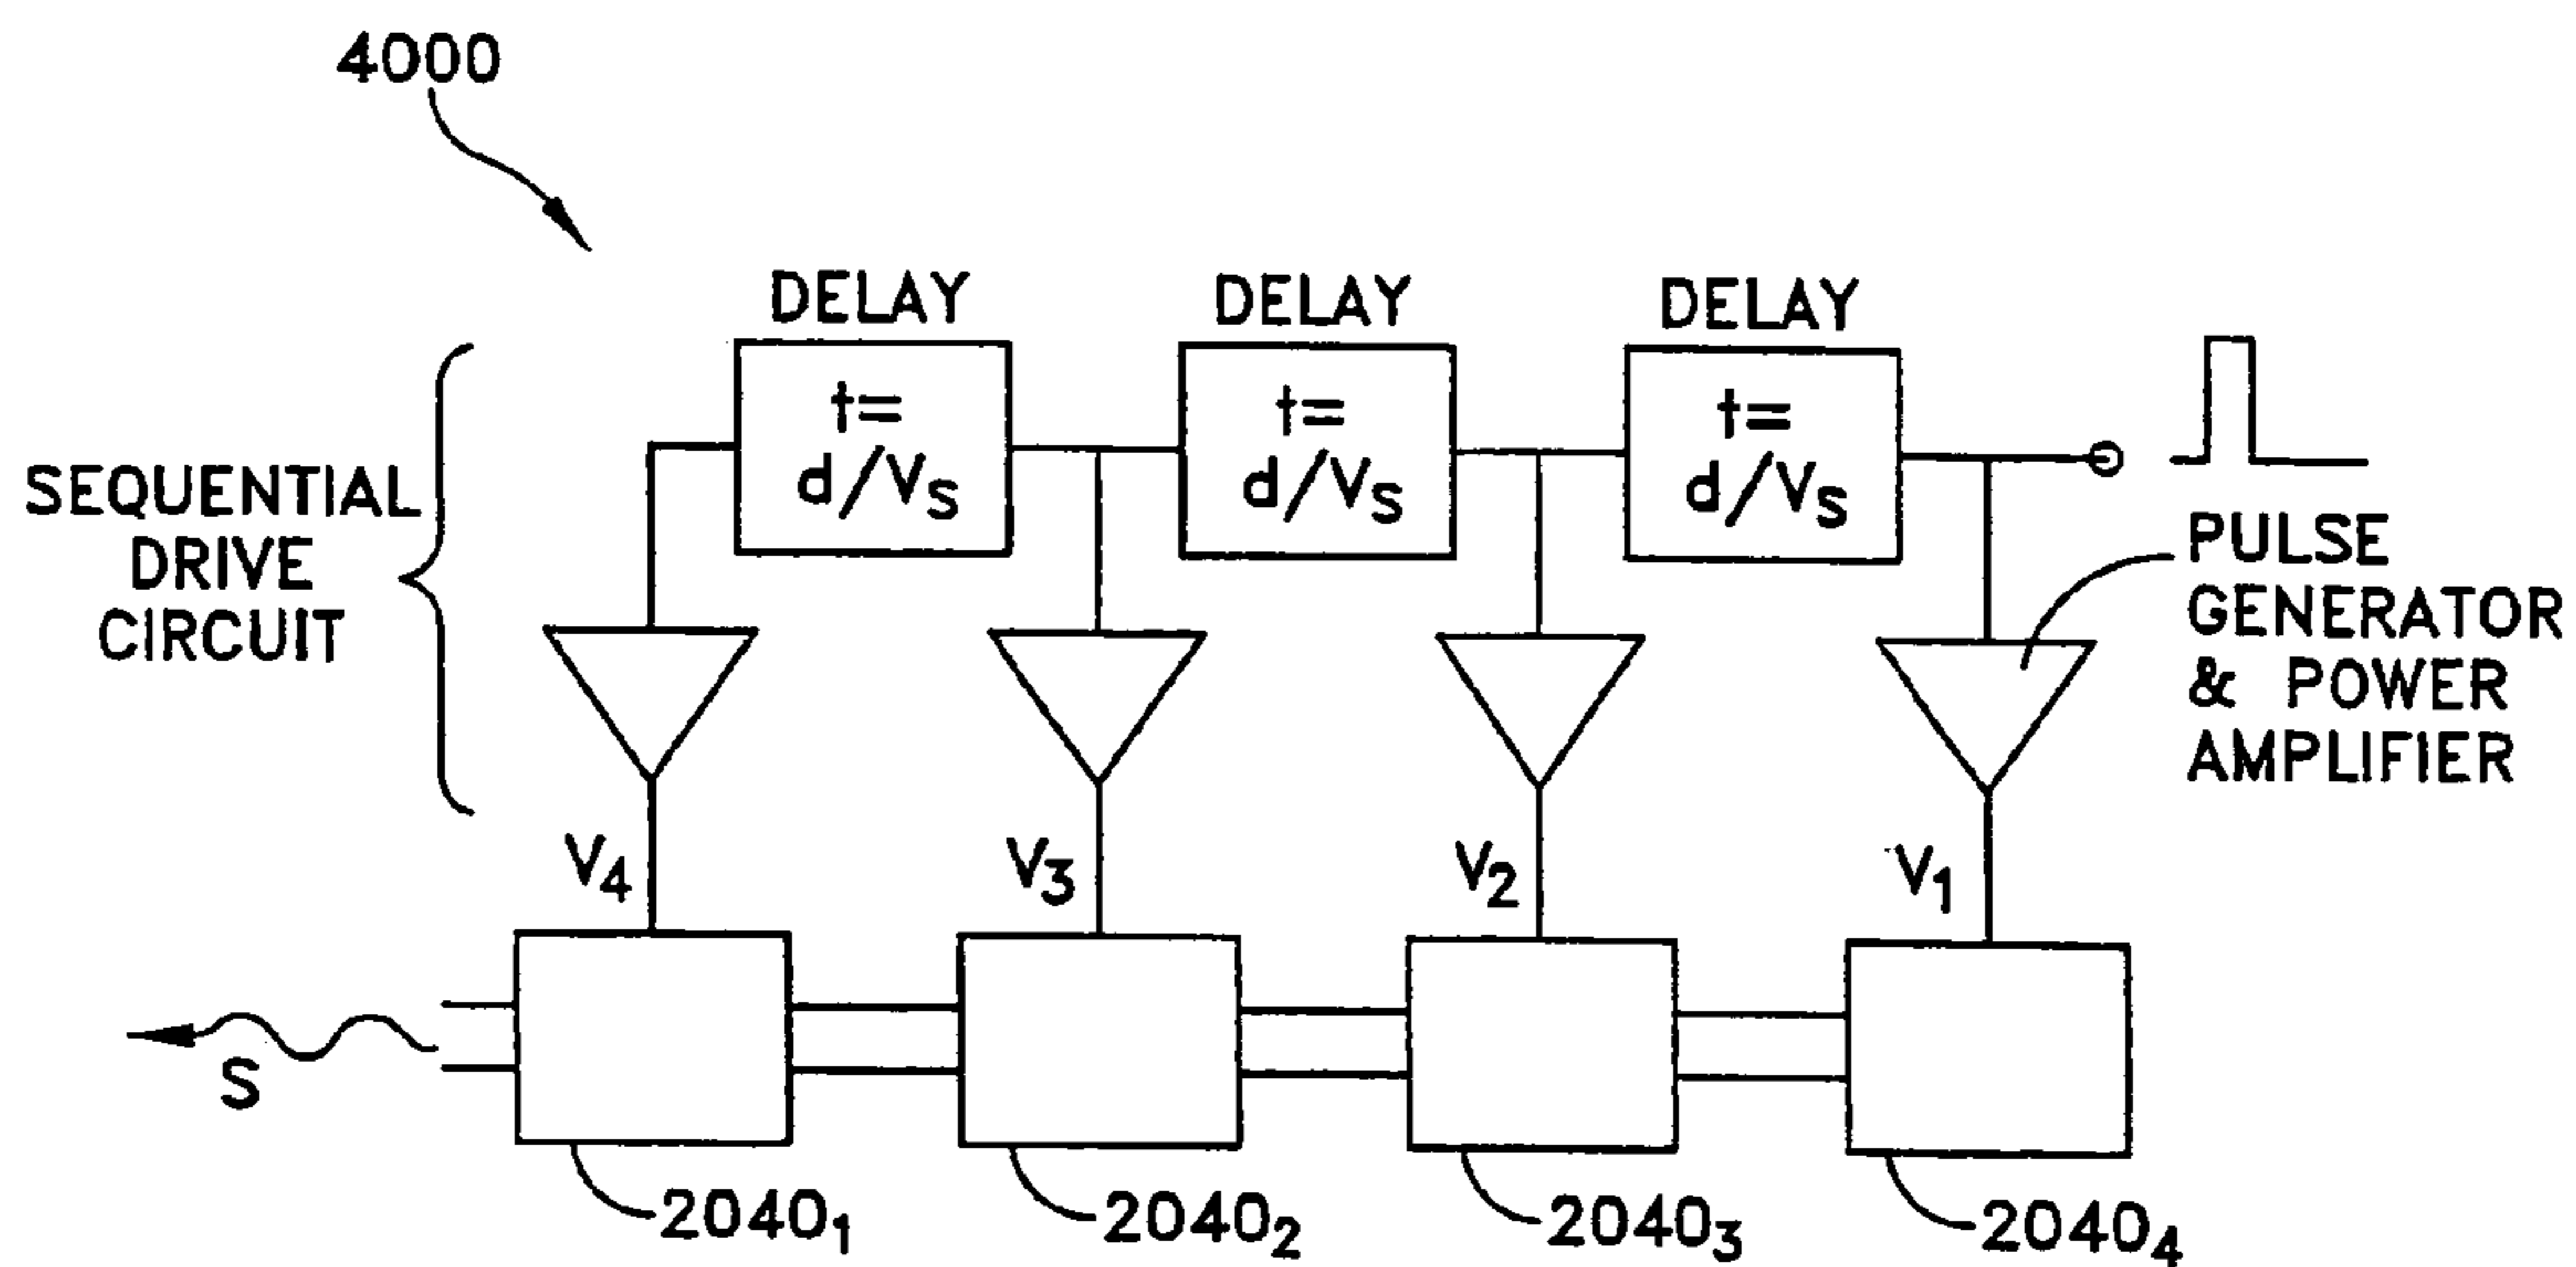 4000
DELAY DELAY DELAY
t= t= t=
d/VS d/VS d/VS
SEQUENTIAL
DRIVE
CIRCUIT
PULSE
GENERATOR
& POWER
AMPLIFIER
V4 V3 V2 V1
S
2040₁ 2040₂ 2040₃ 2040₄